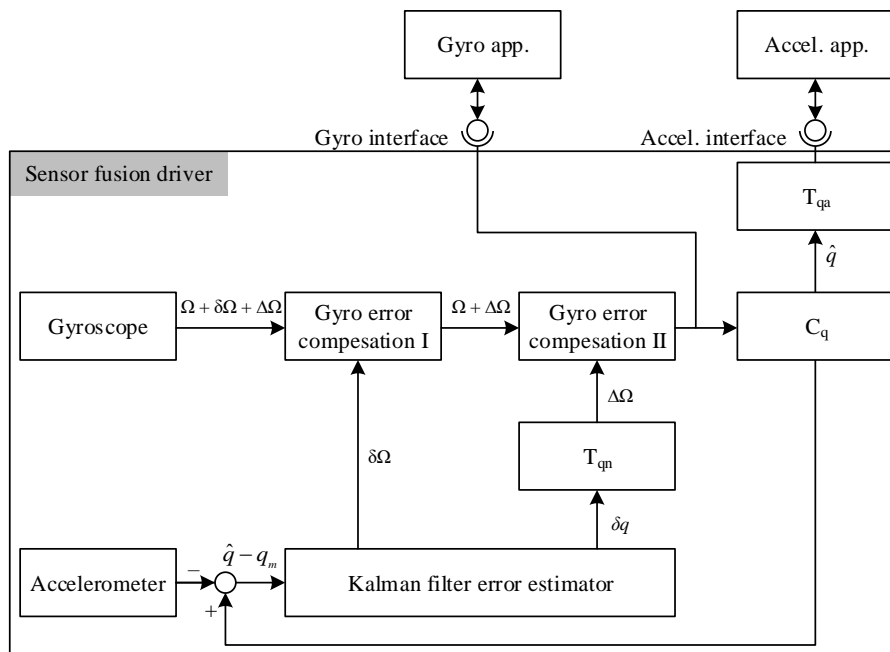 Gyro app.
Accel. app.
Gyro interface
Accel. interface
Sensor fusion driver
T_qa
q̂
Gyroscope
Ω + δΩ + ΔΩ
Gyro error
compesation I
Ω + ΔΩ
Gyro error
compesation II
C_q
ΔΩ
δΩ
T_qn
δq
Accelerometer
−
+
q̂ − q_m
Kalman filter error estimator